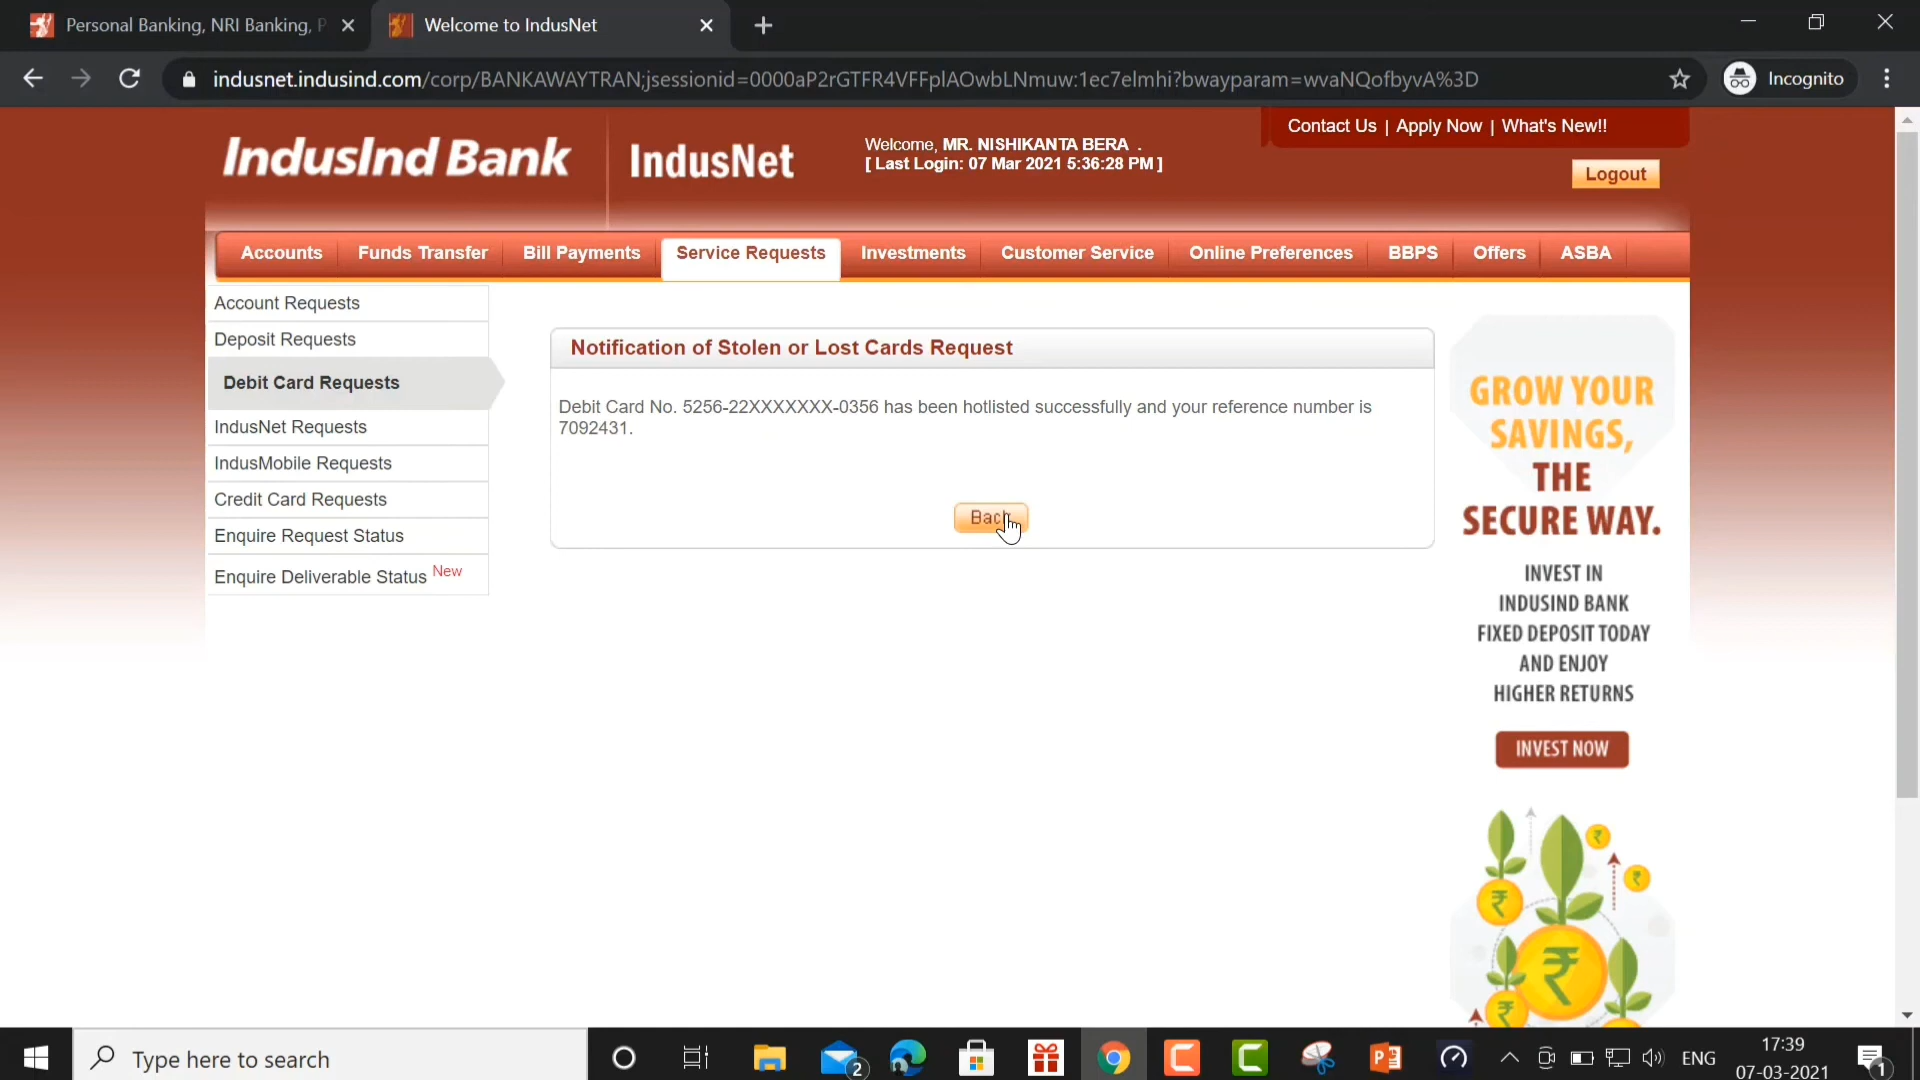 Personal Banking, NRI Banking, P
Welcome to IndusNet
indusnet.indusind.com/corp/BANKAWAYTRAN;jsessionid=0000aP2rGTFR4VFFplAOwbLNmuw:1ec7elmhi?bwayparam=wvaNQofbyvA%3D
Incognito
IndusInd Bank
IndusNet
Welcome, MR. NISHIKANTA BERA .
[ Last Login: 07 Mar 2021 5:36:28 PM ]
Contact Us | Apply Now | What's New!!
Logout
Accounts Funds Transfer Bill Payments Service Requests Investments Customer Service Online Preferences BBPS Offers ASBA
Account Requests
Deposit Requests
Debit Card Requests
IndusNet Requests
IndusMobile Requests
Credit Card Requests
Enquire Request Status
Enquire Deliverable Status New
Notification of Stolen or Lost Cards Request
Debit Card No. 5256-22XXXXXXX-0356 has been hotlisted successfully and your reference number is
7092431.
Back
GROW YOUR
SAVINGS,
THE
SECURE WAY.
INVEST IN
INDUSIND BANK
FIXED DEPOSIT TODAY
AND ENJOY
HIGHER RETURNS
INVEST NOW
₹
₹
₹
₹
₹
Type here to search
2
ENG
17:39
07-03-2021
1